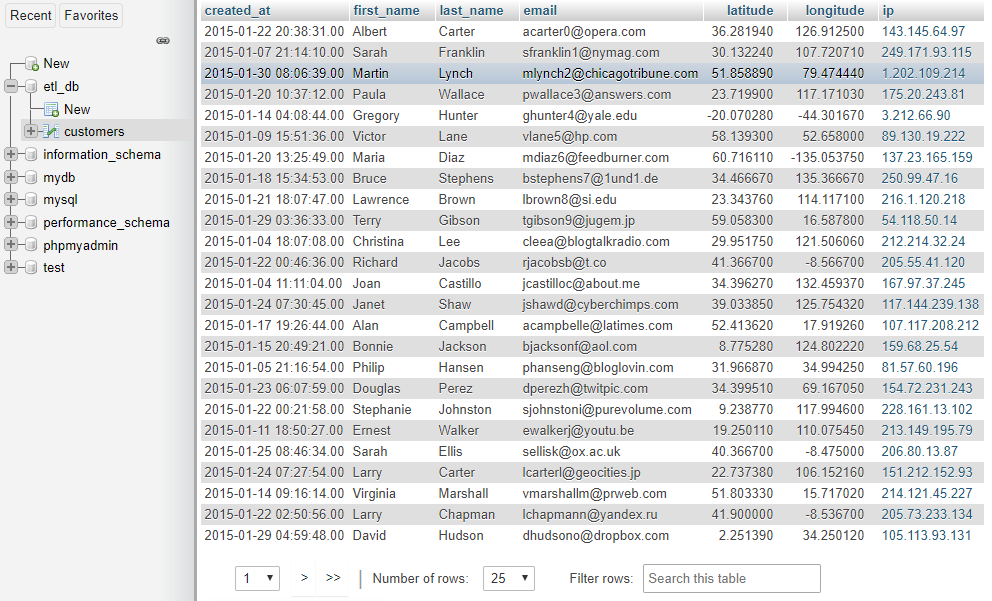 Recent Favorites
New
etl_db
New
customers
information_schema
mydb
mysql
performance_schema
phpmyadmin
test
created_at first_name last_name email latitude longitude ip
2015-01-22 20:38:31.00 Albert Carter acarter0@opera.com 36.281940 126.912500 143.145.64.97
2015-01-07 21:14:10.00 Sarah Franklin sfranklin1@nymag.com 30.132240 107.720710 249.171.93.115
2015-01-30 08:06:39.00 Martin Lynch mlynch2@chicagotribune.com 51.858890 79.474440 1.202.109.214
2015-01-20 10:37:12.00 Paula Wallace pwallace3@answers.com 23.719900 117.171030 175.20.243.81
2015-01-14 04:08:44.00 Gregory Hunter ghunter4@yale.edu -20.070280 -44.301670 3.212.66.90
2015-01-09 15:51:36.00 Victor Lane vlane5@hp.com 58.139300 52.658000 89.130.19.222
2015-01-20 13:25:49.00 Maria Diaz mdiaz6@feedburner.com 60.716110 -135.053750 137.23.165.159
2015-01-18 15:34:53.00 Bruce Stephens bstephens7@1und1.de 34.466670 135.366670 250.99.47.16
2015-01-21 18:07:47.00 Lawrence Brown lbrown8@si.edu 23.343760 114.117100 216.1.120.218
2015-01-29 03:36:33.00 Terry Gibson tgibson9@jugem.jp 59.058300 16.587800 54.118.50.14
2015-01-04 18:07:08.00 Christina Lee cleea@blogtalkradio.com 29.951750 121.506060 212.214.32.24
2015-01-22 00:46:36.00 Richard Jacobs rjacobsb@t.co 41.366700 -8.566700 205.55.41.120
2015-01-04 11:11:04.00 Joan Castillo jcastilloc@about.me 34.396270 132.459370 167.97.37.245
2015-01-24 07:30:45.00 Janet Shaw jshawd@cyberchimps.com 39.033850 125.754320 117.144.239.138
2015-01-17 19:26:44.00 Alan Campbell acampbelle@latimes.com 52.413620 17.919260 107.117.208.212
2015-01-15 20:49:21.00 Bonnie Jackson bjacksonf@aol.com 8.775280 124.802220 159.68.25.54
2015-01-05 21:16:54.00 Philip Hansen phanseng@bloglovin.com 31.966870 34.994250 81.57.60.196
2015-01-23 06:07:59.00 Douglas Perez dperezh@twitpic.com 34.399510 69.167050 154.72.231.243
2015-01-22 00:21:58.00 Stephanie Johnston sjohnstoni@purevolume.com 9.238770 117.994600 228.161.13.102
2015-01-11 18:50:27.00 Ernest Walker ewalkerj@youtu.be 19.250110 110.075450 213.149.195.79
2015-01-25 08:46:34.00 Sarah Ellis sellisk@ox.ac.uk 40.366700 -8.475000 206.80.13.87
2015-01-24 07:27:54.00 Larry Carter lcarterl@geocities.jp 22.737380 106.152160 151.212.152.93
2015-01-14 09:16:14.00 Virginia Marshall vmarshallm@prweb.com 51.803330 15.717020 214.121.45.227
2015-01-22 02:50:56.00 Larry Chapman lchapmann@yandex.ru 41.900000 -8.536700 205.73.233.134
2015-01-29 04:59:48.00 David Hudson dhudsono@dropbox.com 2.251390 34.250120 105.113.93.131
1 > >> | Number of rows: 25 Filter rows: Search this table